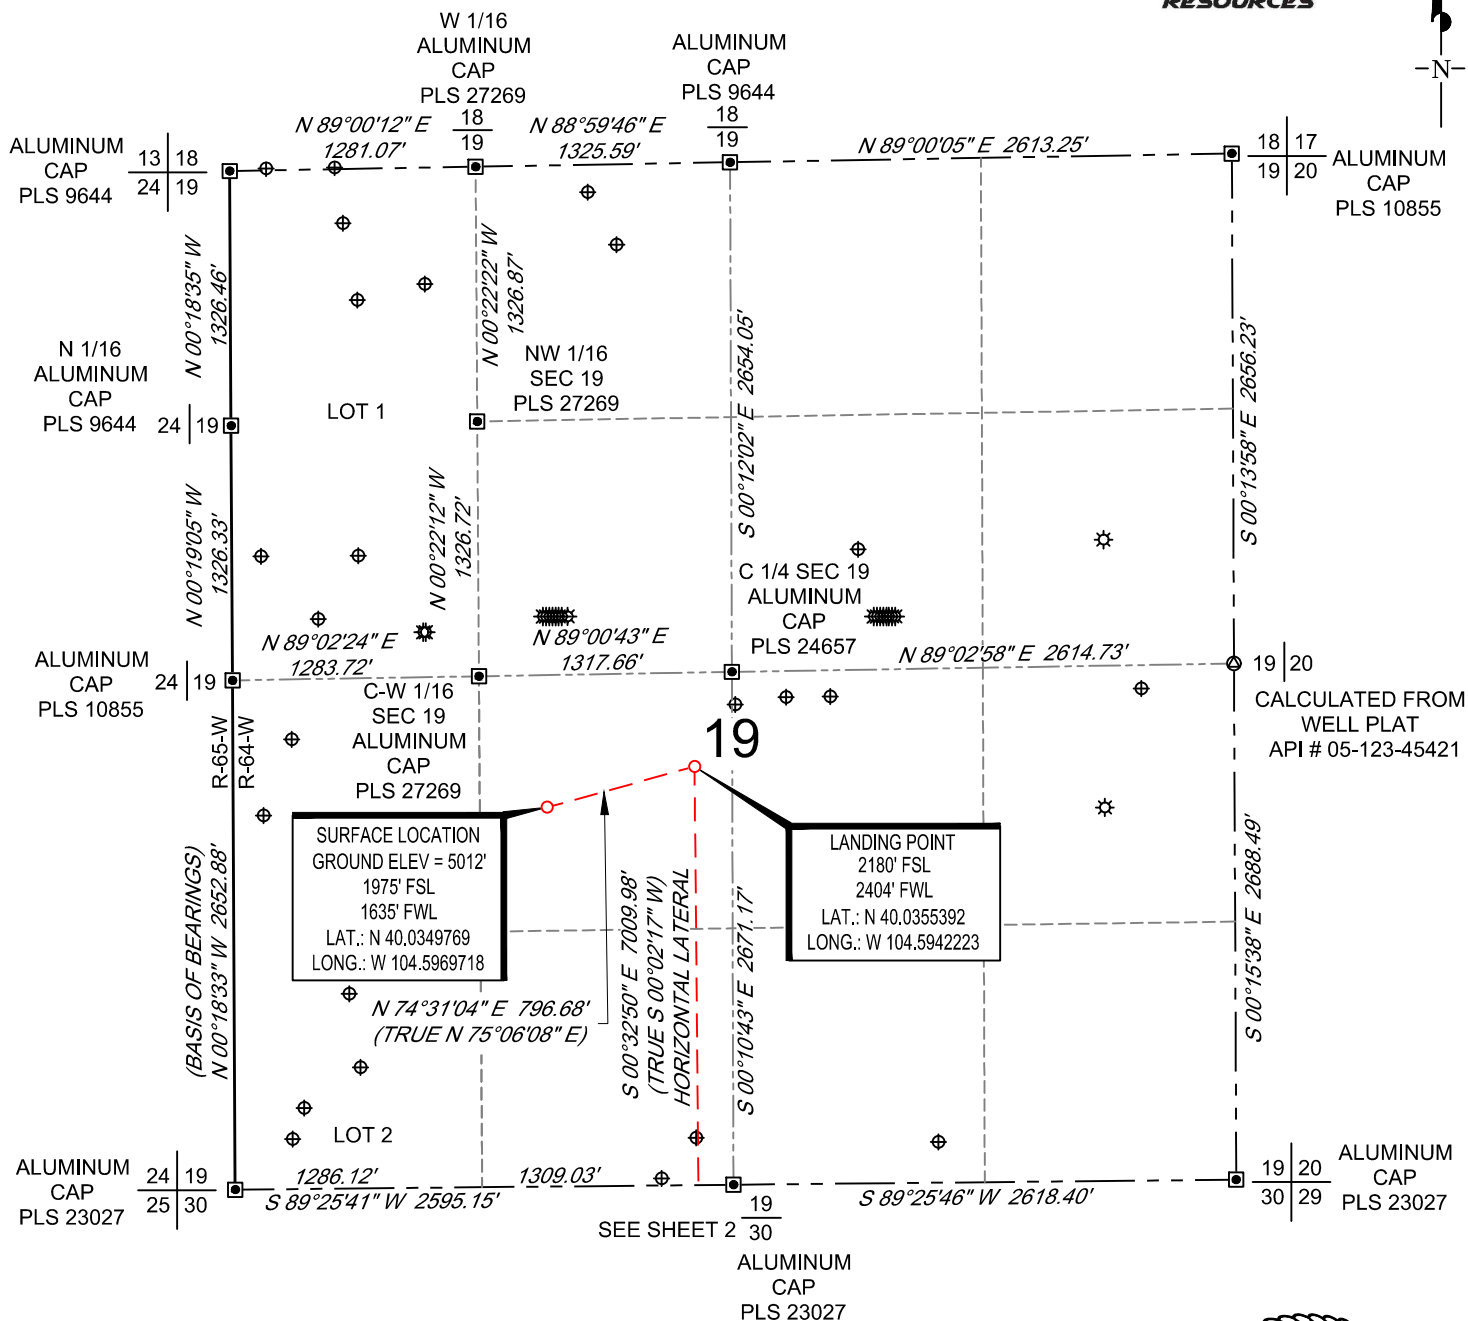 RESOURCES
N
W 1/16
ALUMINUM
CAP
PLS 27269
18
19
ALUMINUM
CAP
PLS 9644
18
19
N 89°00'12" E
1281.07'
N 88°59'46" E
1325.59'
N 89°00'05" E 2613.25'
ALUMINUM
CAP
PLS 9644
13 18
24 19
18 17
19 20
ALUMINUM
CAP
PLS 10855
N 00°18'35" W
1326.46'
N 00°22'22" W
1326.87'
S 00°12'02" E 2654.05'
S 00°13'58" E 2656.23'
N 1/16
ALUMINUM
CAP
PLS 9644
24 19
LOT 1
NW 1/16
SEC 19
PLS 27269
N 00°19'05" W
1326.33'
N 00°22'12" W
1326.72'
C 1/4 SEC 19
ALUMINUM
CAP
PLS 24657
N 89°02'24" E
1283.72'
N 89°00'43" E
1317.66'
N 89°02'58" E 2614.73'
ALUMINUM
CAP
PLS 10855
24 19
19 20
CALCULATED FROM
WELL PLAT
API # 05-123-45421
C-W 1/16
SEC 19
ALUMINUM
CAP
PLS 27269
19
R-65-W
R-64-W
SURFACE LOCATION
GROUND ELEV = 5012'
1975' FSL
1635' FWL
LAT.: N 40.0349769
LONG.: W 104.5969718
LANDING POINT
2180' FSL
2404' FWL
LAT.: N 40.0355392
LONG.: W 104.5942223
(BASIS OF BEARINGS)
N 00°18'33" W 2652.88'
N 74°31'04" E 796.68'
(TRUE N 75°06'08" E)
S 00°32'50" E 7009.98'
(TRUE S 00°02'17" W)
HORIZONTAL LATERAL
S 00°10'43" E 2671.17'
S 00°15'38" E 2688.49'
LOT 2
ALUMINUM
CAP
PLS 23027
24 19
25 30
1286.12'
1309.03'
S 89°25'41" W 2595.15'
S 89°25'46" W 2618.40'
19 20
30 29
ALUMINUM
CAP
PLS 23027
SEE SHEET 2
19
30
ALUMINUM
CAP
PLS 23027